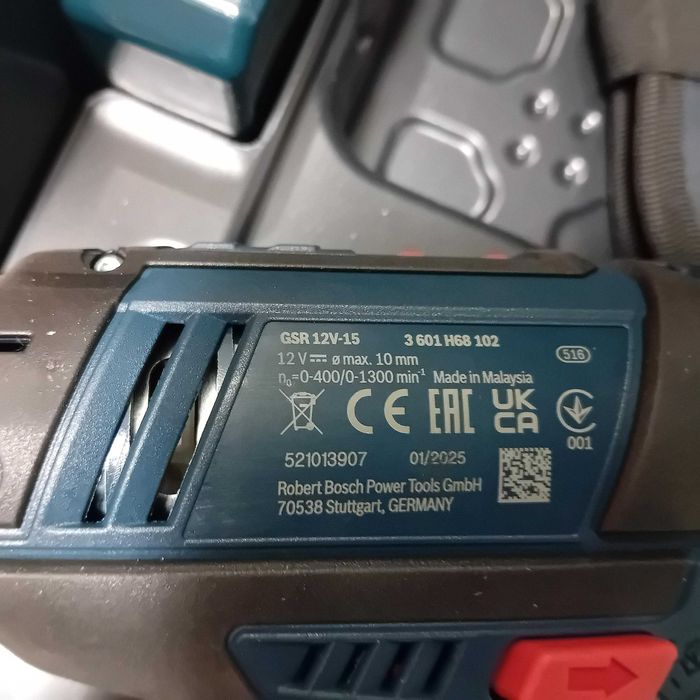 GSR 12V-15 3 601 H68 102
12 V⎓ ø max. 10 mm
516
n₀=0-400/0-1300 min⁻¹ Made in Malaysia
CE EAC UK
CA
001
521013907 01/2025
Robert Bosch Power Tools GmbH
70538 Stuttgart, GERMANY